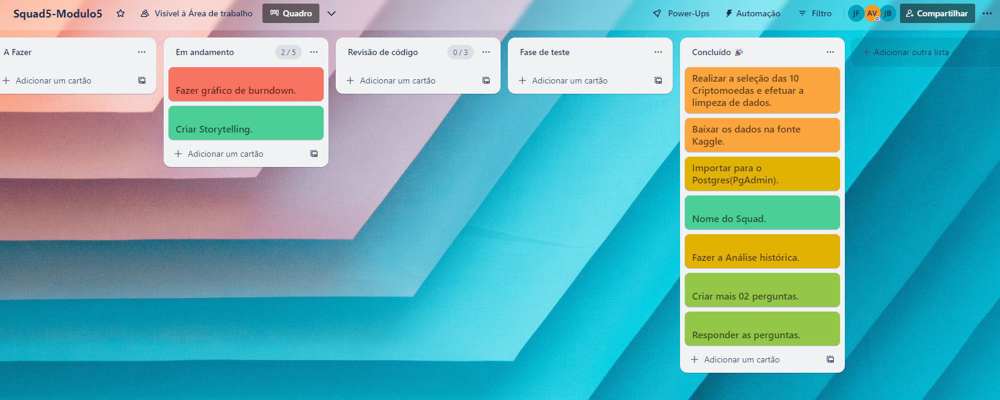 Squad5-Modulo5
Visível à Área de trabalho
Quadro
Power-Ups
Automação
Filtro
JF
AV
JB
Compartilhar
A Fazer
Adicionar um cartão
Em andamento
2 / 5
Fazer gráfico de burndown.
Criar Storytelling.
Adicionar um cartão
Revisão de código
0 / 3
Adicionar um cartão
Fase de teste
Adicionar um cartão
Concluído 🎉
Realizar a seleção das 10
Criptomoedas e efetuar a
limpeza de dados.
Baixar os dados na fonte
Kaggle.
Importar para o
Postgres(PgAdmin).
Nome do Squad.
Fazer a Análise histórica.
Criar mais 02 perguntas.
Responder as perguntas.
Adicionar um cartão
Adicionar outra lista